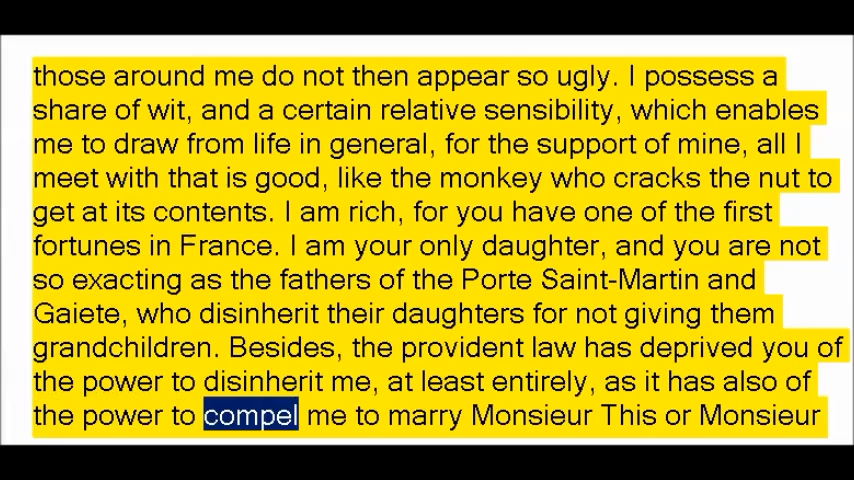 those around me do not then appear so ugly. I possess a
share of wit, and a certain relative sensibility, which enables
me to draw from life in general, for the support of mine, all I
meet with that is good, like the monkey who cracks the nut to
get at its contents. I am rich, for you have one of the first
fortunes in France. I am your only daughter, and you are not
so exacting as the fathers of the Porte Saint-Martin and
Gaiete, who disinherit their daughters for not giving them
grandchildren. Besides, the provident law has deprived you of
the power to disinherit me, at least entirely, as it has also of
the power to compel me to marry Monsieur This or Monsieur